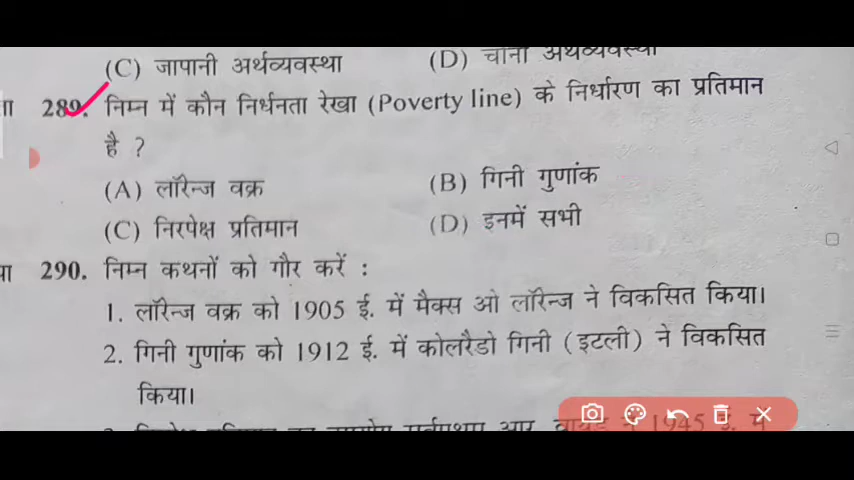 (C) जापानी अर्थव्यवस्था (D) चीनी अर्थव्यवस्था
289. निम्न में कौन निर्धनता रेखा (Poverty line) के निर्धारण का प्रतिमान
है ?
(A) लॉरेन्ज वक्र (B) गिनी गुणांक
(C) निरपेक्ष प्रतिमान (D) इनमें सभी
290. निम्न कथनों को गौर करें :
1. लॉरेन्ज वक्र को 1905 ई. में मैक्स ओ लॉरेन्ज ने विकसित किया।
2. गिनी गुणांक को 1912 ई. में कोलरैडो गिनी (इटली) ने विकसित
किया।
1945 ई. में